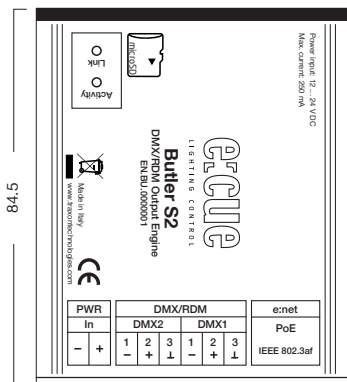 84.5
Power input: 12 ... 24 VDC
Max. current: 250 mA
microSD
Link
Activity
e:cue
LIGHTING CONTROL
Butler S2
DMX/RDM Output Engine
EN.BU.0000001
Made in Italy
www.traxontechnologies.com
CE
PWR
In
– +
DMX/RDM
DMX2 DMX1
1 2 3 1 2 3
– + ⊥ – + ⊥
e:net
PoE
IEEE 802.3af